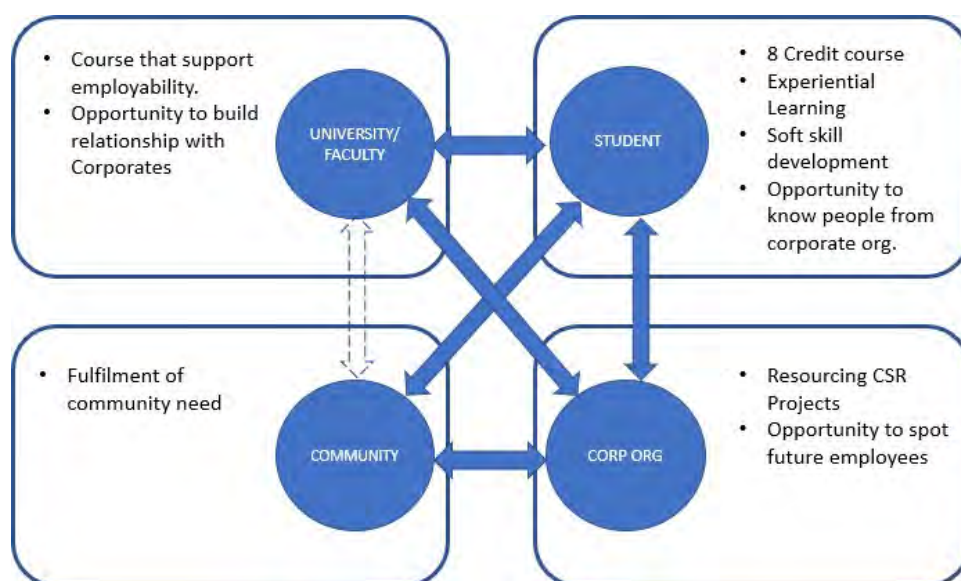 • Course that support
employability.
• Opportunity to build
relationship with
Corporates
UNIVERSITY/
FACULTY
STUDENT
• 8 Credit course
• Experiential
Learning
• Soft skill
development
• Opportunity to
know people from
corporate org.
• Fulfilment of
community need
COMMUNITY
CORP ORG
• Resourcing CSR
Projects
• Opportunity to spot
future employees